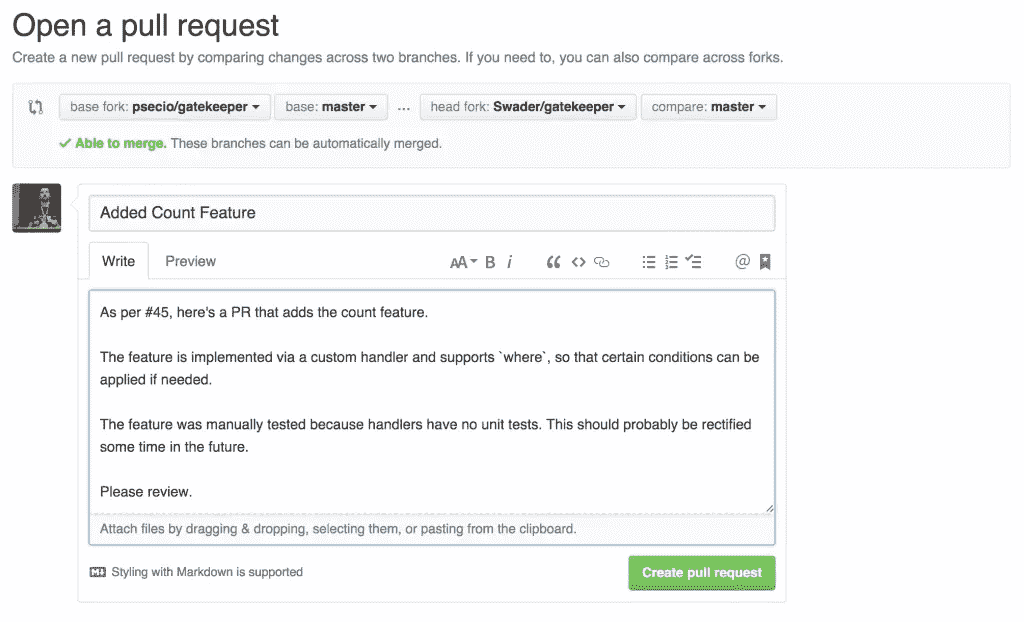 Open a pull request
Create a new pull request by comparing changes across two branches. If you need to, you can also compare across forks.
base fork: psecio/gatekeeper base: master ... head fork: Swader/gatekeeper compare: master
Able to merge. These branches can be automatically merged.
Added Count Feature
Write Preview AA B i “ <> @
As per #45, here's a PR that adds the count feature.
The feature is implemented via a custom handler and supports `where`, so that certain conditions can be
applied if needed.
The feature was manually tested because handlers have no unit tests. This should probably be rectified
some time in the future.
Please review.
Attach files by dragging & dropping, selecting them, or pasting from the clipboard.
Styling with Markdown is supported
Create pull request